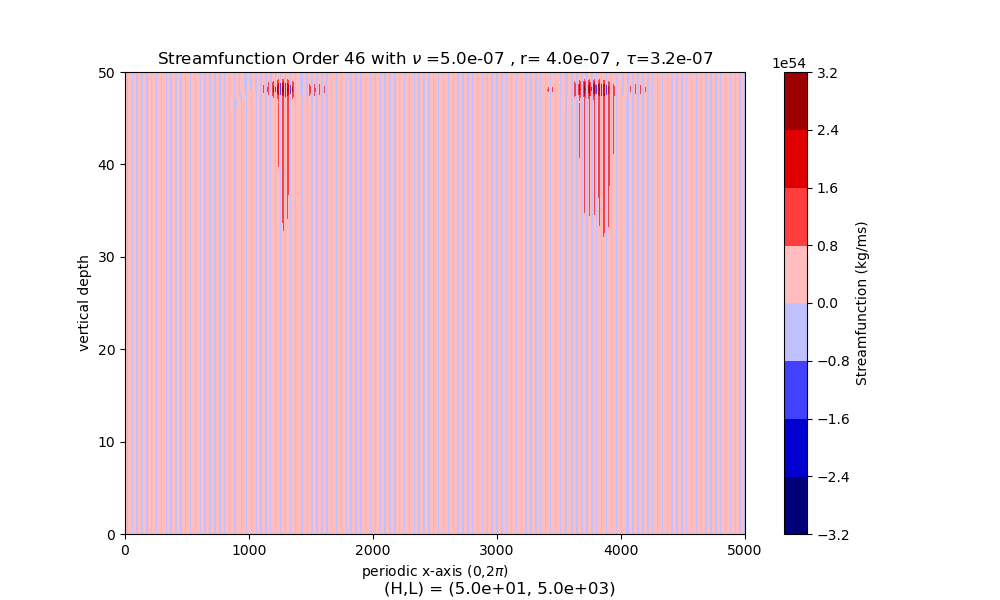 Streamfunction Order 46 with ν =5.0e-07 , r= 4.0e-07 , τ=3.2e-07
1e54
50
40
30
20
10
0
vertical depth
0 1000 2000 3000 4000 5000
periodic x-axis (0,2π)
(H,L) = (5.0e+01, 5.0e+03)
3.2
2.4
1.6
0.8
0.0
−0.8
−1.6
−2.4
−3.2
Streamfunction (kg/ms)